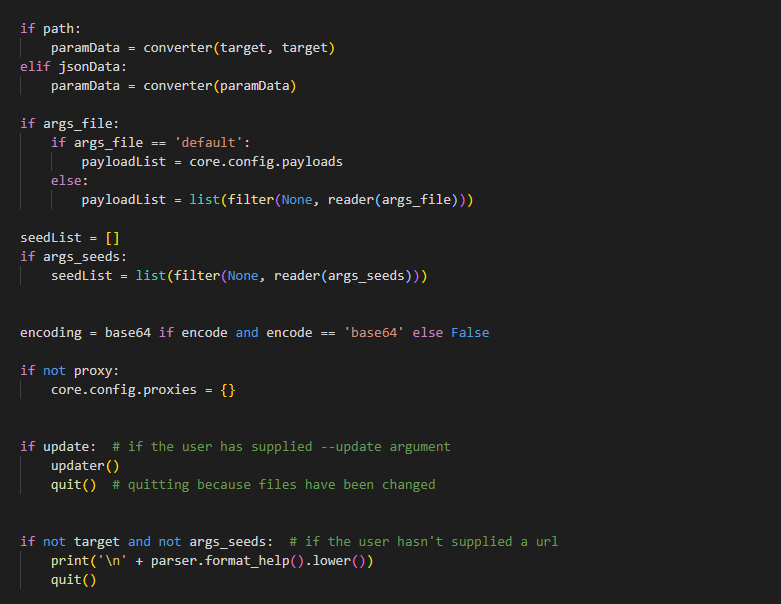 if path:
    paramData = converter(target, target)
elif jsonData:
    paramData = converter(paramData)

if args_file:
    if args_file == 'default':
        payloadList = core.config.payloads
    else:
        payloadList = list(filter(None, reader(args_file)))

seedList = []
if args_seeds:
    seedList = list(filter(None, reader(args_seeds)))


encoding = base64 if encode and encode == 'base64' else False

if not proxy:
    core.config.proxies = {}


if update:  # if the user has supplied --update argument
    updater()
    quit()  # quitting because files have been changed


if not target and not args_seeds:  # if the user hasn't supplied a url
    print('\n' + parser.format_help().lower())
    quit()